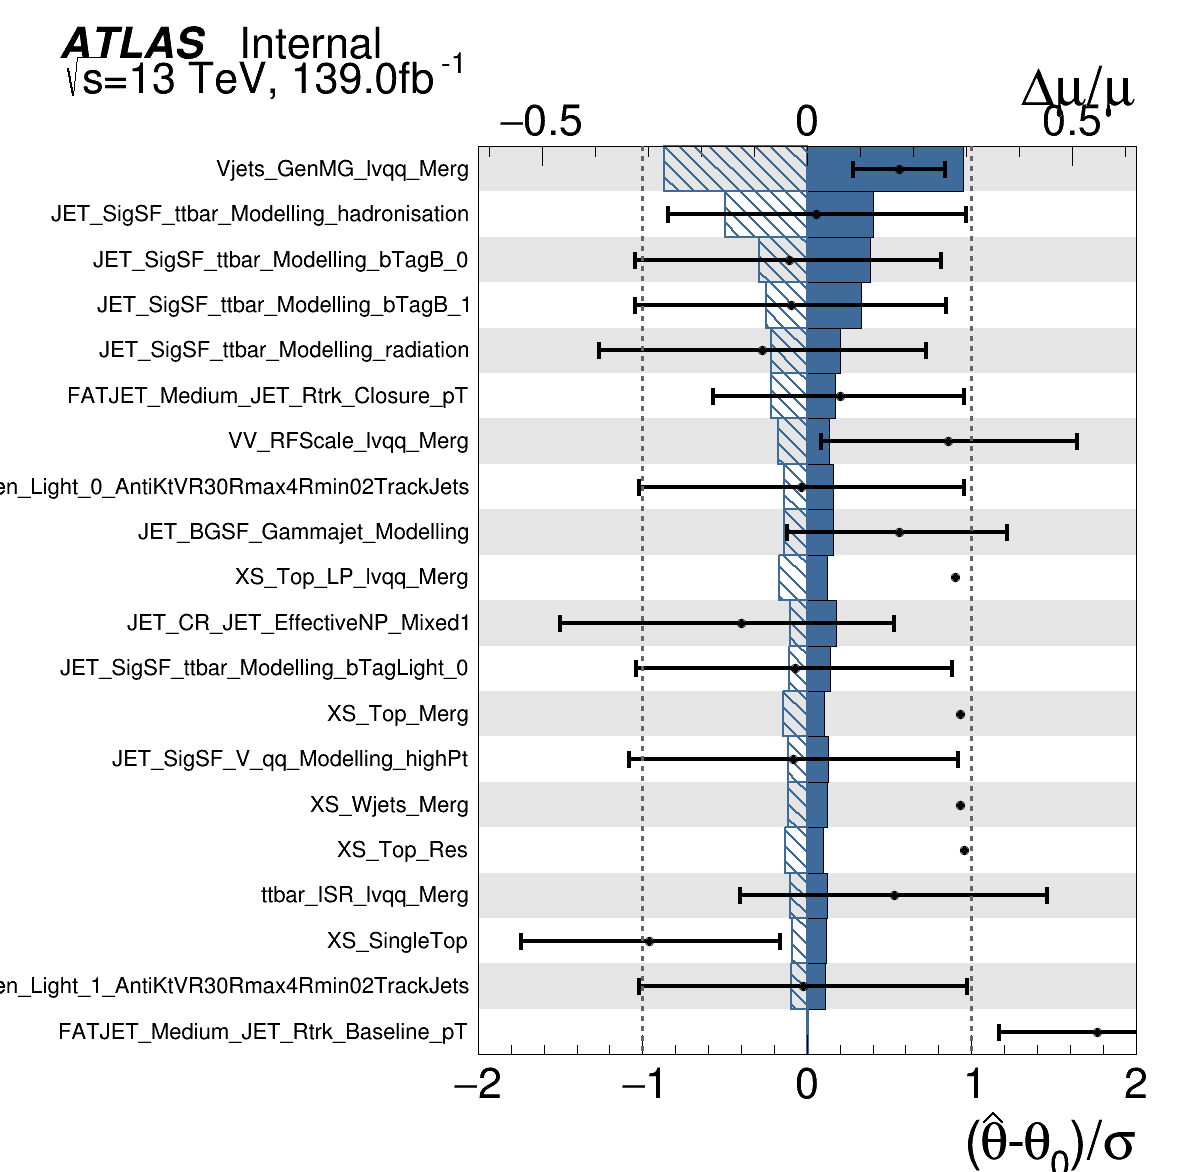 ATLAS Internal
√s=13 TeV, 139.0fb⁻¹
Δμ/μ
−0.5 0 0.5
Vjets_GenMG_lvqq_Merg
JET_SigSF_ttbar_Modelling_hadronisation
JET_SigSF_ttbar_Modelling_bTagB_0
JET_SigSF_ttbar_Modelling_bTagB_1
JET_SigSF_ttbar_Modelling_radiation
FATJET_Medium_JET_Rtrk_Closure_pT
VV_RFScale_lvqq_Merg
en_Light_0_AntiKtVR30Rmax4Rmin02TrackJets
JET_BGSF_Gammajet_Modelling
XS_Top_LP_lvqq_Merg
JET_CR_JET_EffectiveNP_Mixed1
JET_SigSF_ttbar_Modelling_bTagLight_0
XS_Top_Merg
JET_SigSF_V_qq_Modelling_highPt
XS_Wjets_Merg
XS_Top_Res
ttbar_ISR_lvqq_Merg
XS_SingleTop
en_Light_1_AntiKtVR30Rmax4Rmin02TrackJets
FATJET_Medium_JET_Rtrk_Baseline_pT
−2 −1 0 1 2
(θ̂-θ₀)/σ